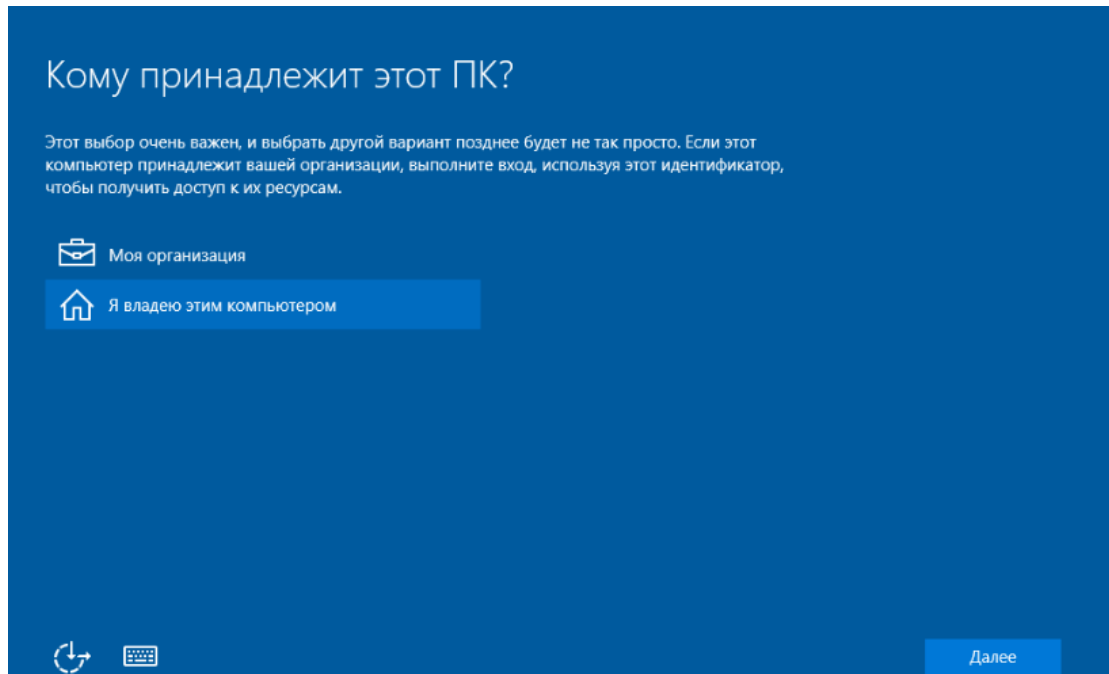 Кому принадлежит этот ПК?
Этот выбор очень важен, и выбрать другой вариант позднее будет не так просто. Если этот
компьютер принадлежит вашей организации, выполните вход, используя этот идентификатор,
чтобы получить доступ к их ресурсам.
Моя организация
Я владею этим компьютером
Далее